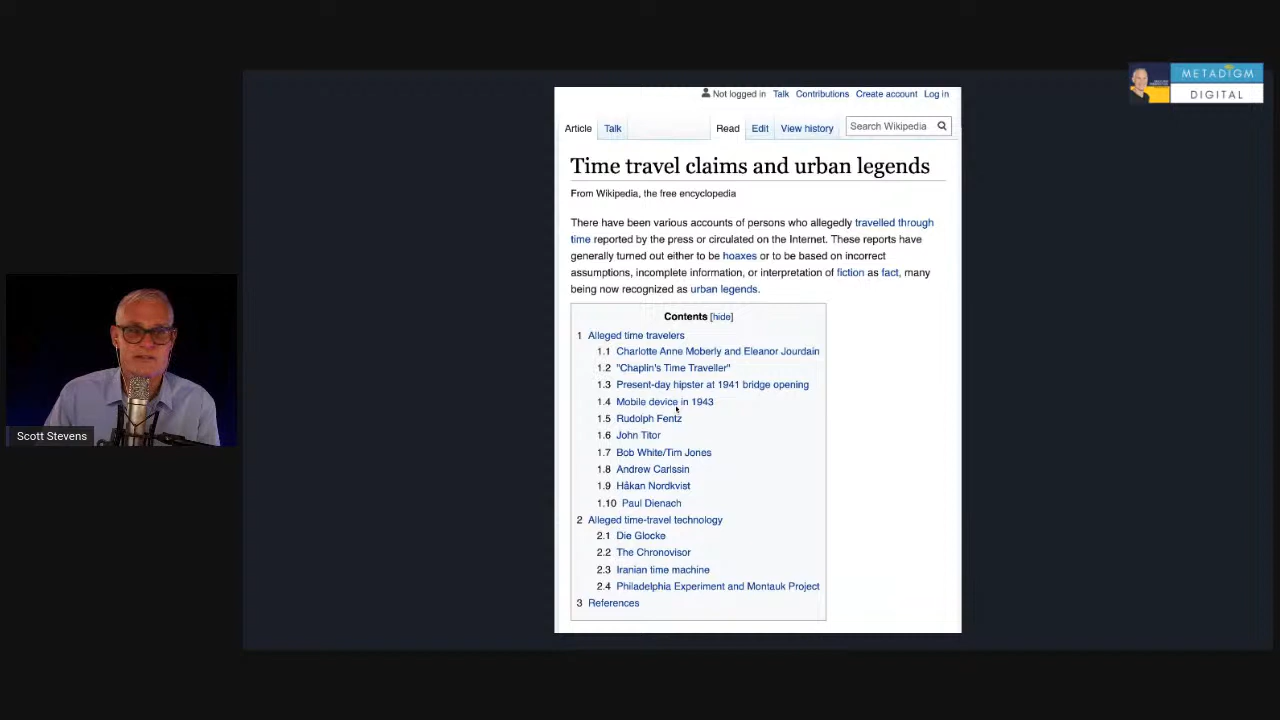 METADIGM
DIGITAL
Not logged in Talk Contributions Create account Log in
Article Talk Read Edit View history Search Wikipedia
Time travel claims and urban legends
From Wikipedia, the free encyclopedia
There have been various accounts of persons who allegedly travelled through
time reported by the press or circulated on the Internet. These reports have
generally turned out either to be hoaxes or to be based on incorrect
assumptions, incomplete information, or interpretation of fiction as fact, many
being now recognized as urban legends.
Contents [hide]
1 Alleged time travelers
1.1 Charlotte Anne Moberly and Eleanor Jourdain
1.2 "Chaplin's Time Traveller"
1.3 Present-day hipster at 1941 bridge opening
1.4 Mobile device in 1943
1.5 Rudolph Fentz
1.6 John Titor
1.7 Bob White/Tim Jones
1.8 Andrew Carlssin
1.9 Håkan Nordkvist
1.10 Paul Dienach
2 Alleged time-travel technology
2.1 Die Glocke
2.2 The Chronovisor
2.3 Iranian time machine
2.4 Philadelphia Experiment and Montauk Project
3 References
Scott Stevens